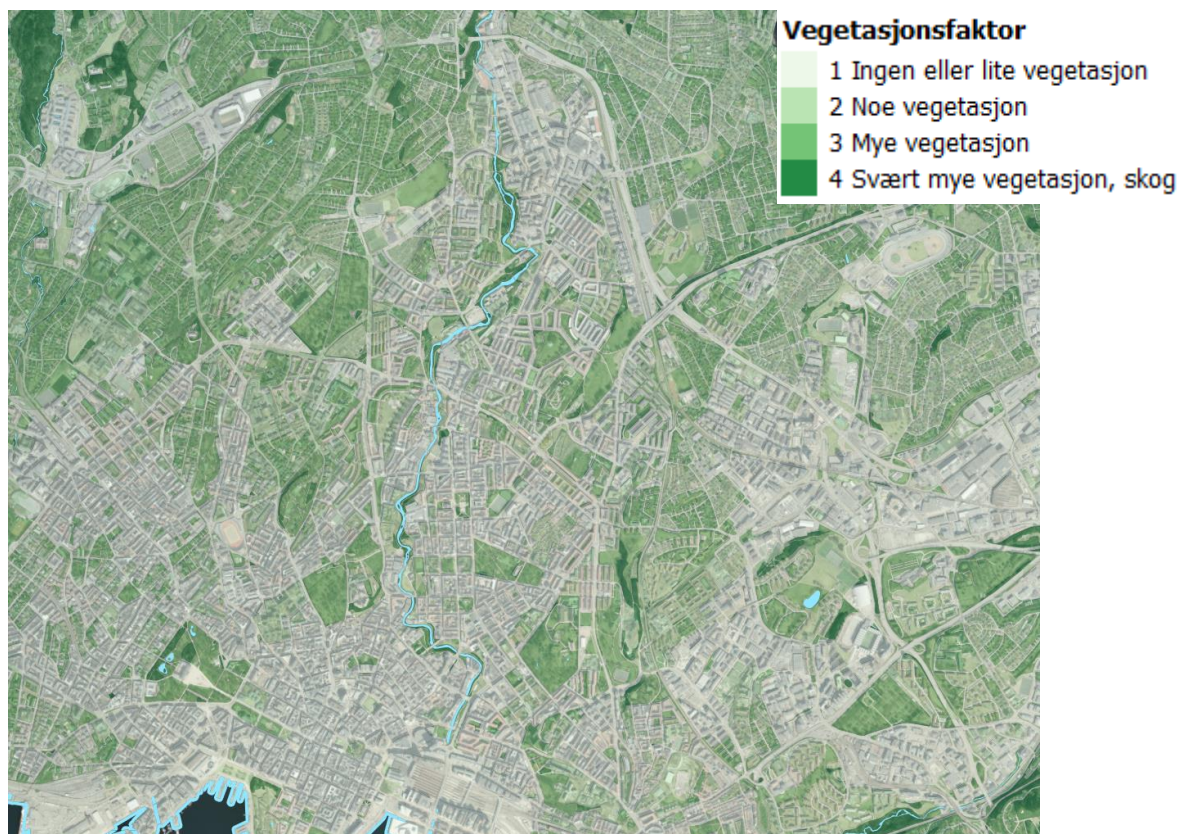 Vegetasjonsfaktor
1 Ingen eller lite vegetasjon
2 Noe vegetasjon
3 Mye vegetasjon
4 Svært mye vegetasjon, skog